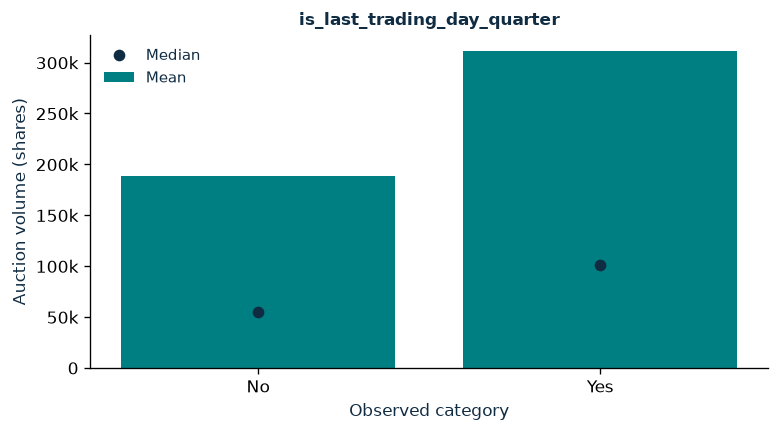 is_last_trading_day_quarter
Median
Mean
Auction volume (shares)
300k
250k
200k
150k
100k
50k
0
No
Yes
Observed category